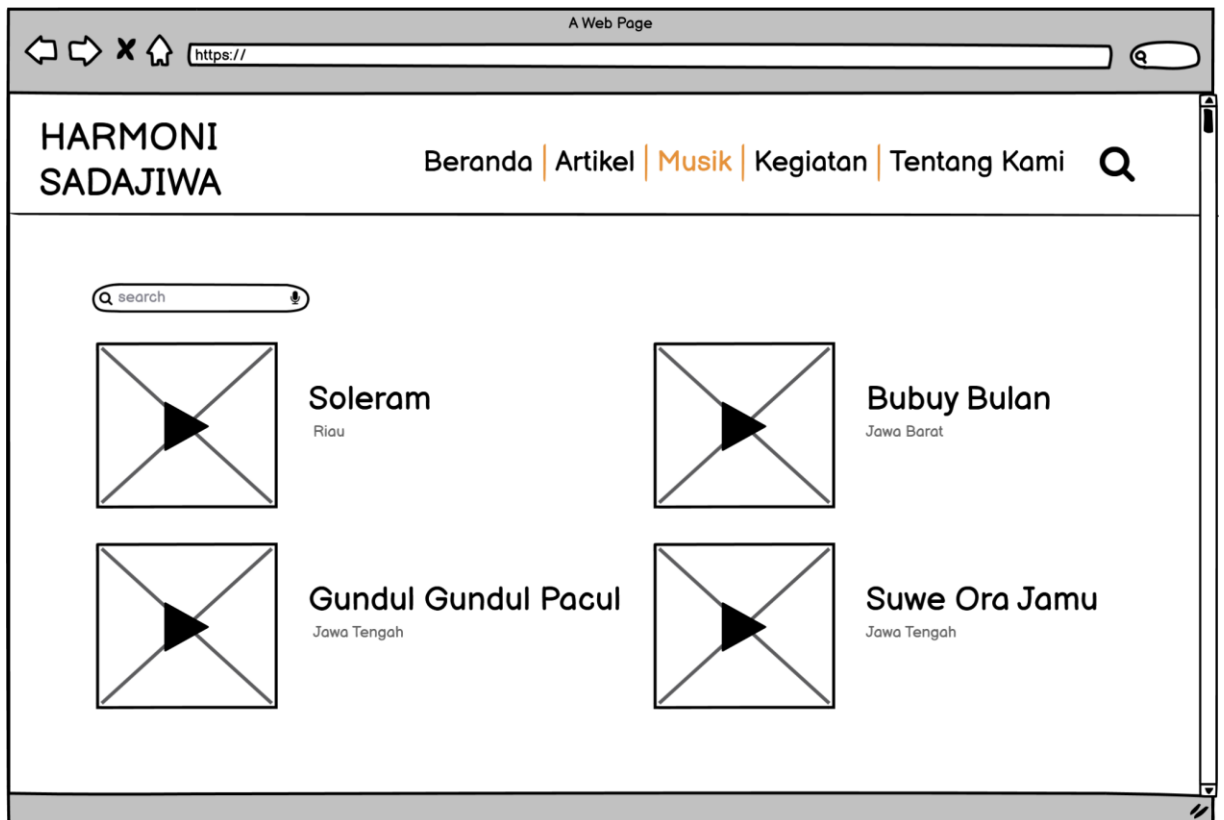 A Web Page
https://
HARMONI
SADAJIWA
Beranda | Artikel | Musik | Kegiatan | Tentang Kami
search
Soleram
Riau
Bubuy Bulan
Jawa Barat
Gundul Gundul Pacul
Jawa Tengah
Suwe Ora Jamu
Jawa Tengah